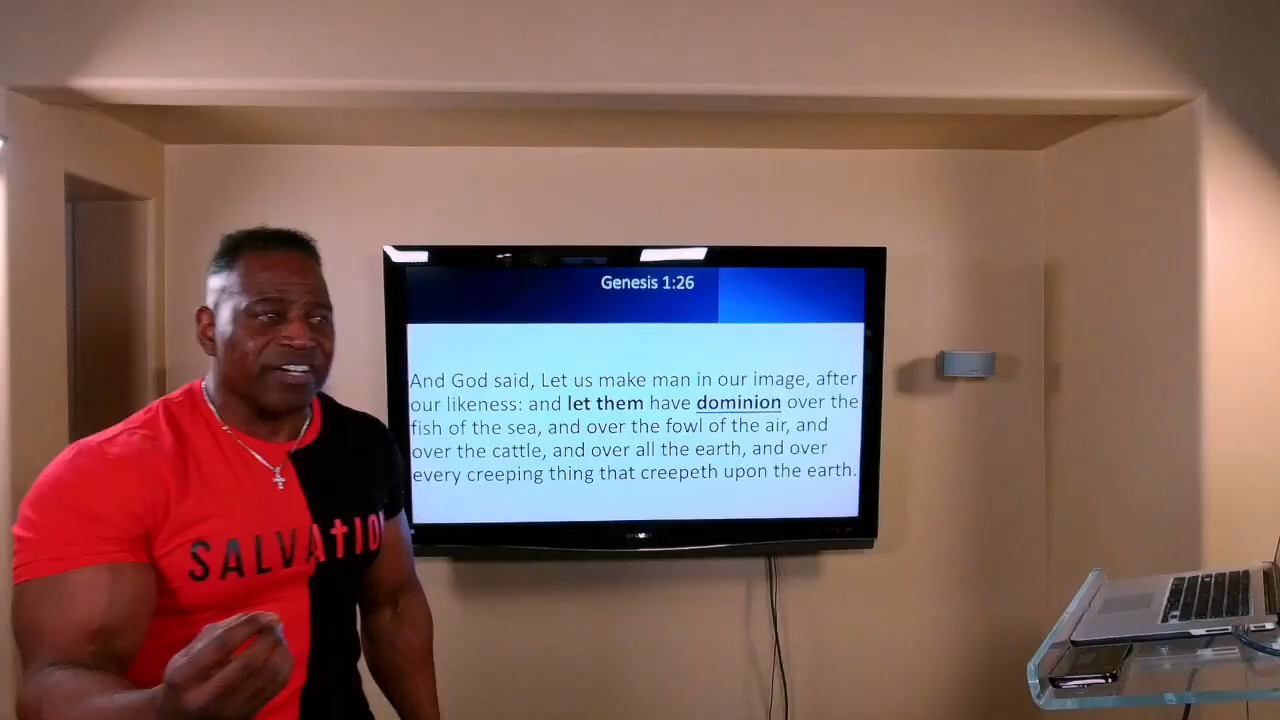 Genesis 1:26
And God said, Let us make man in our image, after
our likeness: and let them have dominion over the
fish of the sea, and over the fowl of the air, and
over the cattle, and over all the earth, and over
every creeping thing that creepeth upon the earth.
SALVATIO